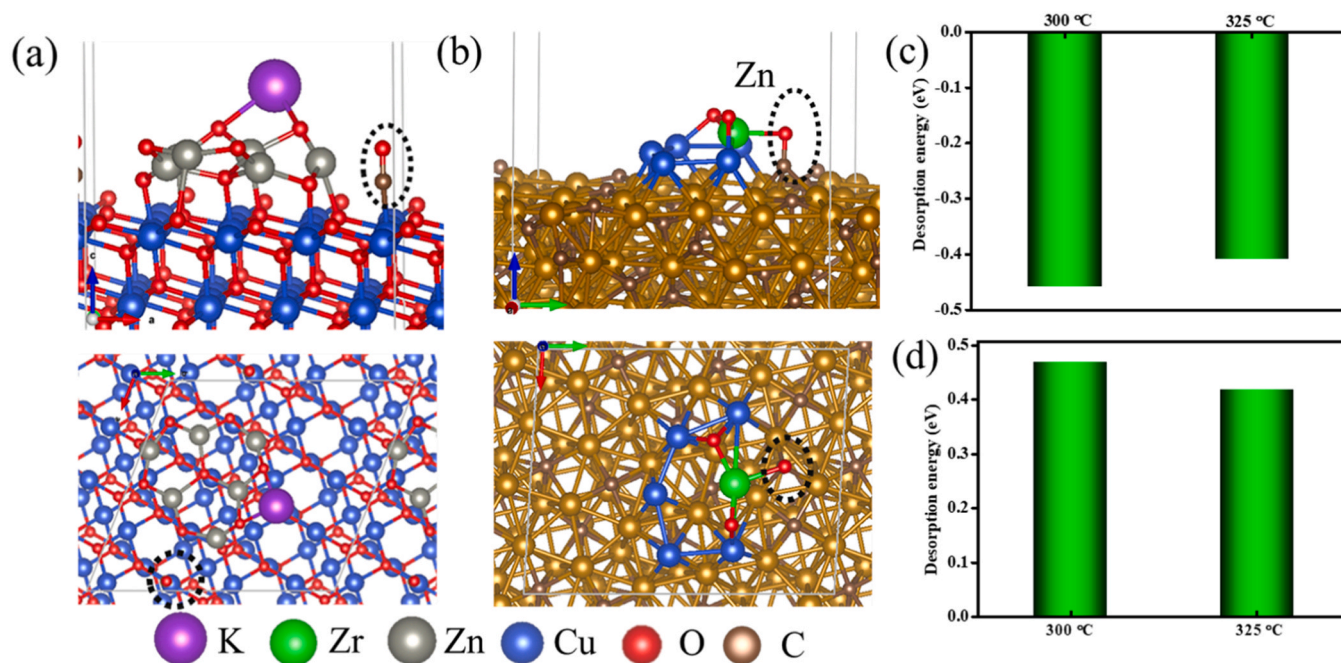 (a)
(b)
Zn
c
a
(c)
300 °C
325 °C
0.0
-0.1
-0.2
-0.3
-0.4
-0.5
Desorption energy (eV)
(d)
0.5
0.4
0.3
0.2
0.1
0.0
Desorption energy (eV)
300 °C
325 °C
K
Zr
Zn
Cu
O
C